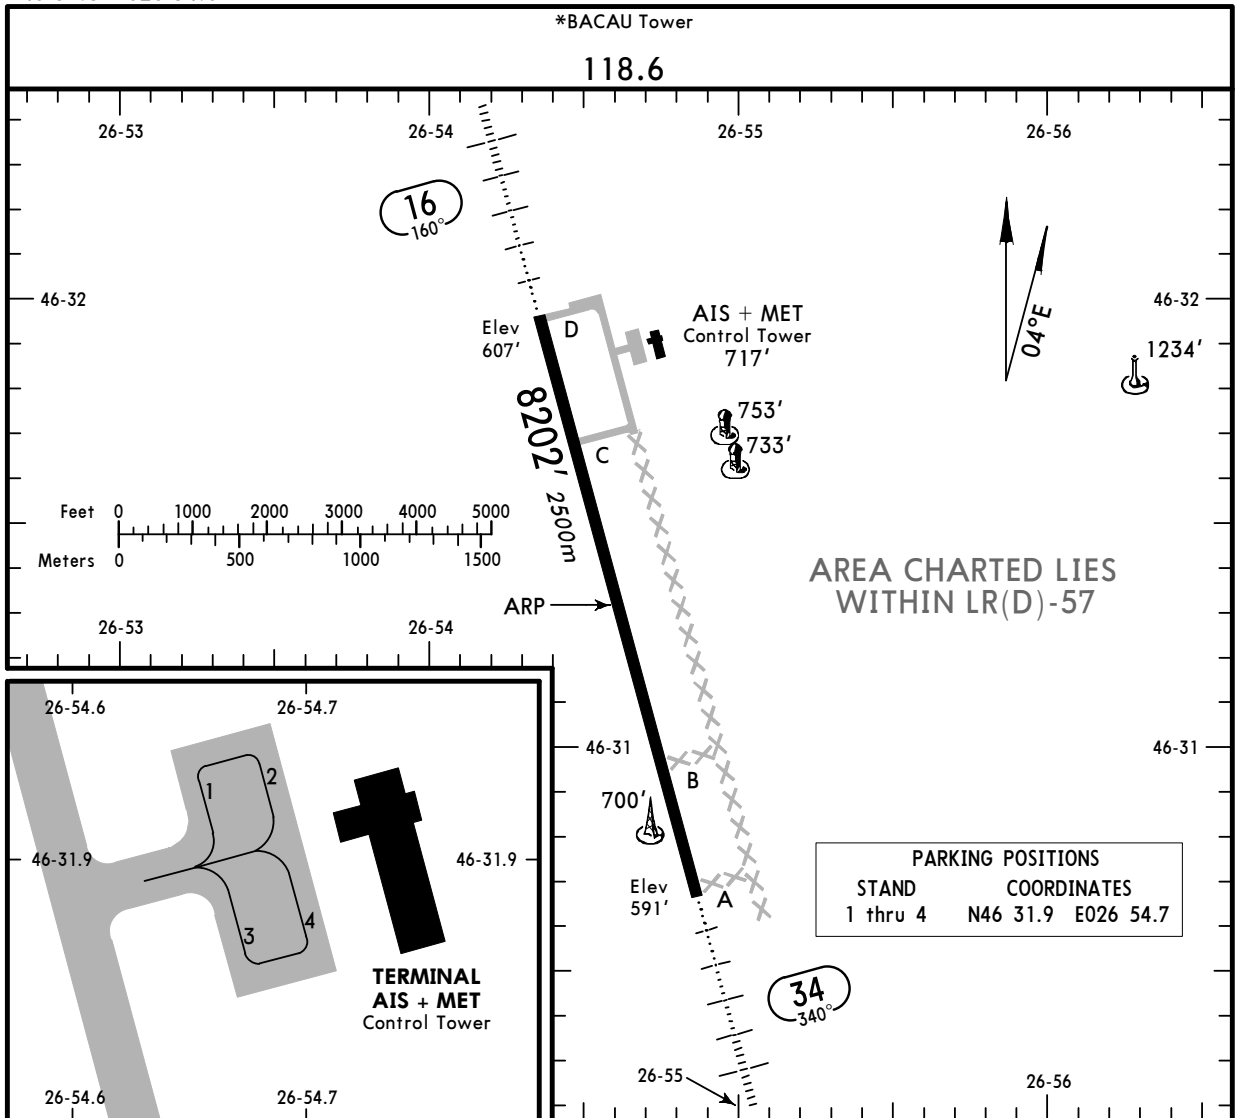 *BACAU Tower
118.6
26-53
26-54
26-55
26-56
16
160°
46-32
46-32
04°E
Elev
607'
D
AIS + MET
Control Tower
717'
1234'
753'
733'
8202'
2500m
C
Feet 0 1000 2000 3000 4000 5000
Meters 0 500 1000 1500
AREA CHARTED LIES
WITHIN LR(D)-57
ARP
26-53
26-54
46-31
46-31
B
700'
Elev
591'
A
PARKING POSITIONS
STAND COORDINATES
1 thru 4 N46 31.9 E026 54.7
34
340°
26-55
26-56
26-54.6
26-54.7
1
2
46-31.9
46-31.9
3
4
TERMINAL
AIS + MET
Control Tower
26-54.6
26-54.7